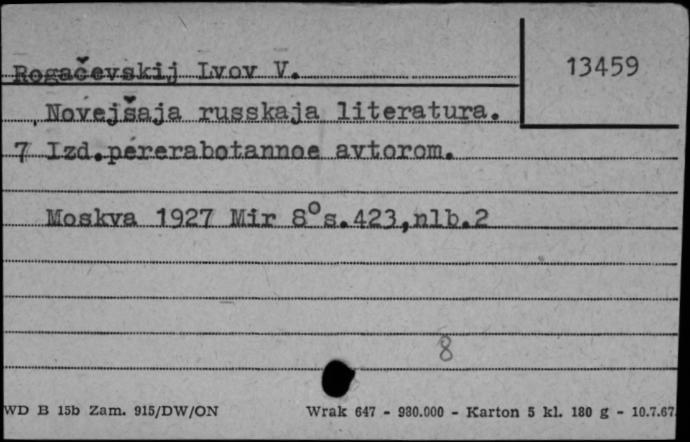 Rogačevskij Lvov V.
13459
Novejšaja russkaja literatura.
7 Izd.pererabotannoe avtorom.
Moskva 1927 Mir 8° s.423,nlb.2
8
WD B 15b Zam. 915/DW/ON
Wrak 647 - 980.000 - Karton 5 kl. 180 g - 10.7.67